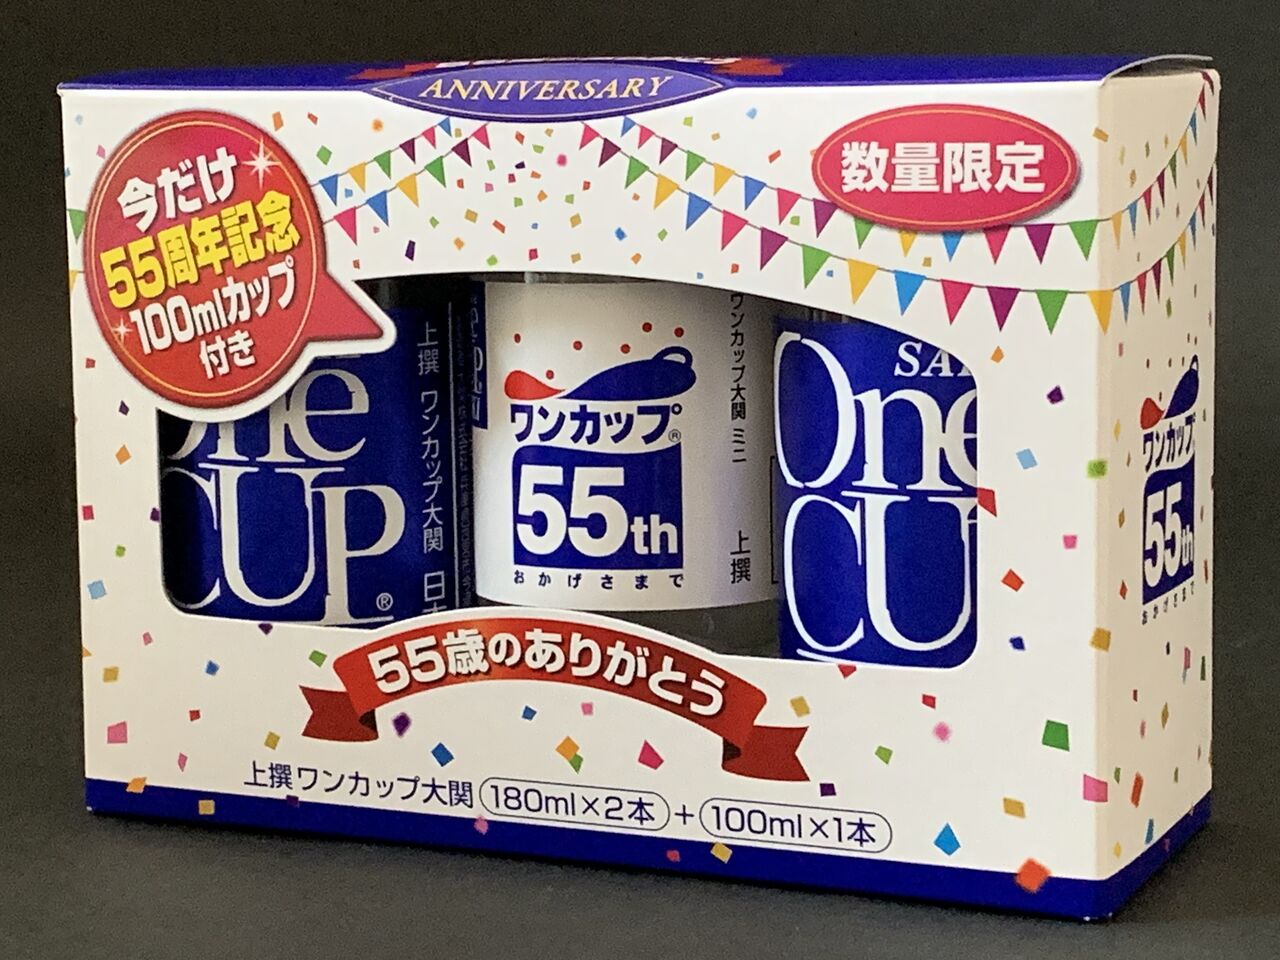 ANNIVERSARY
今だけ
55周年記念
100mlカップ
付き
数量限定
One
CUP®
上撰 ワンカップ大関
日
ワンカップ®
55th
おかげさまで
ワンカップ大関 ミニ
上撰
SA
One
CU
ワンカップ
55th
おかげさまで
55歳のありがとう
上撰ワンカップ大関 180ml×2本 + 100ml×1本